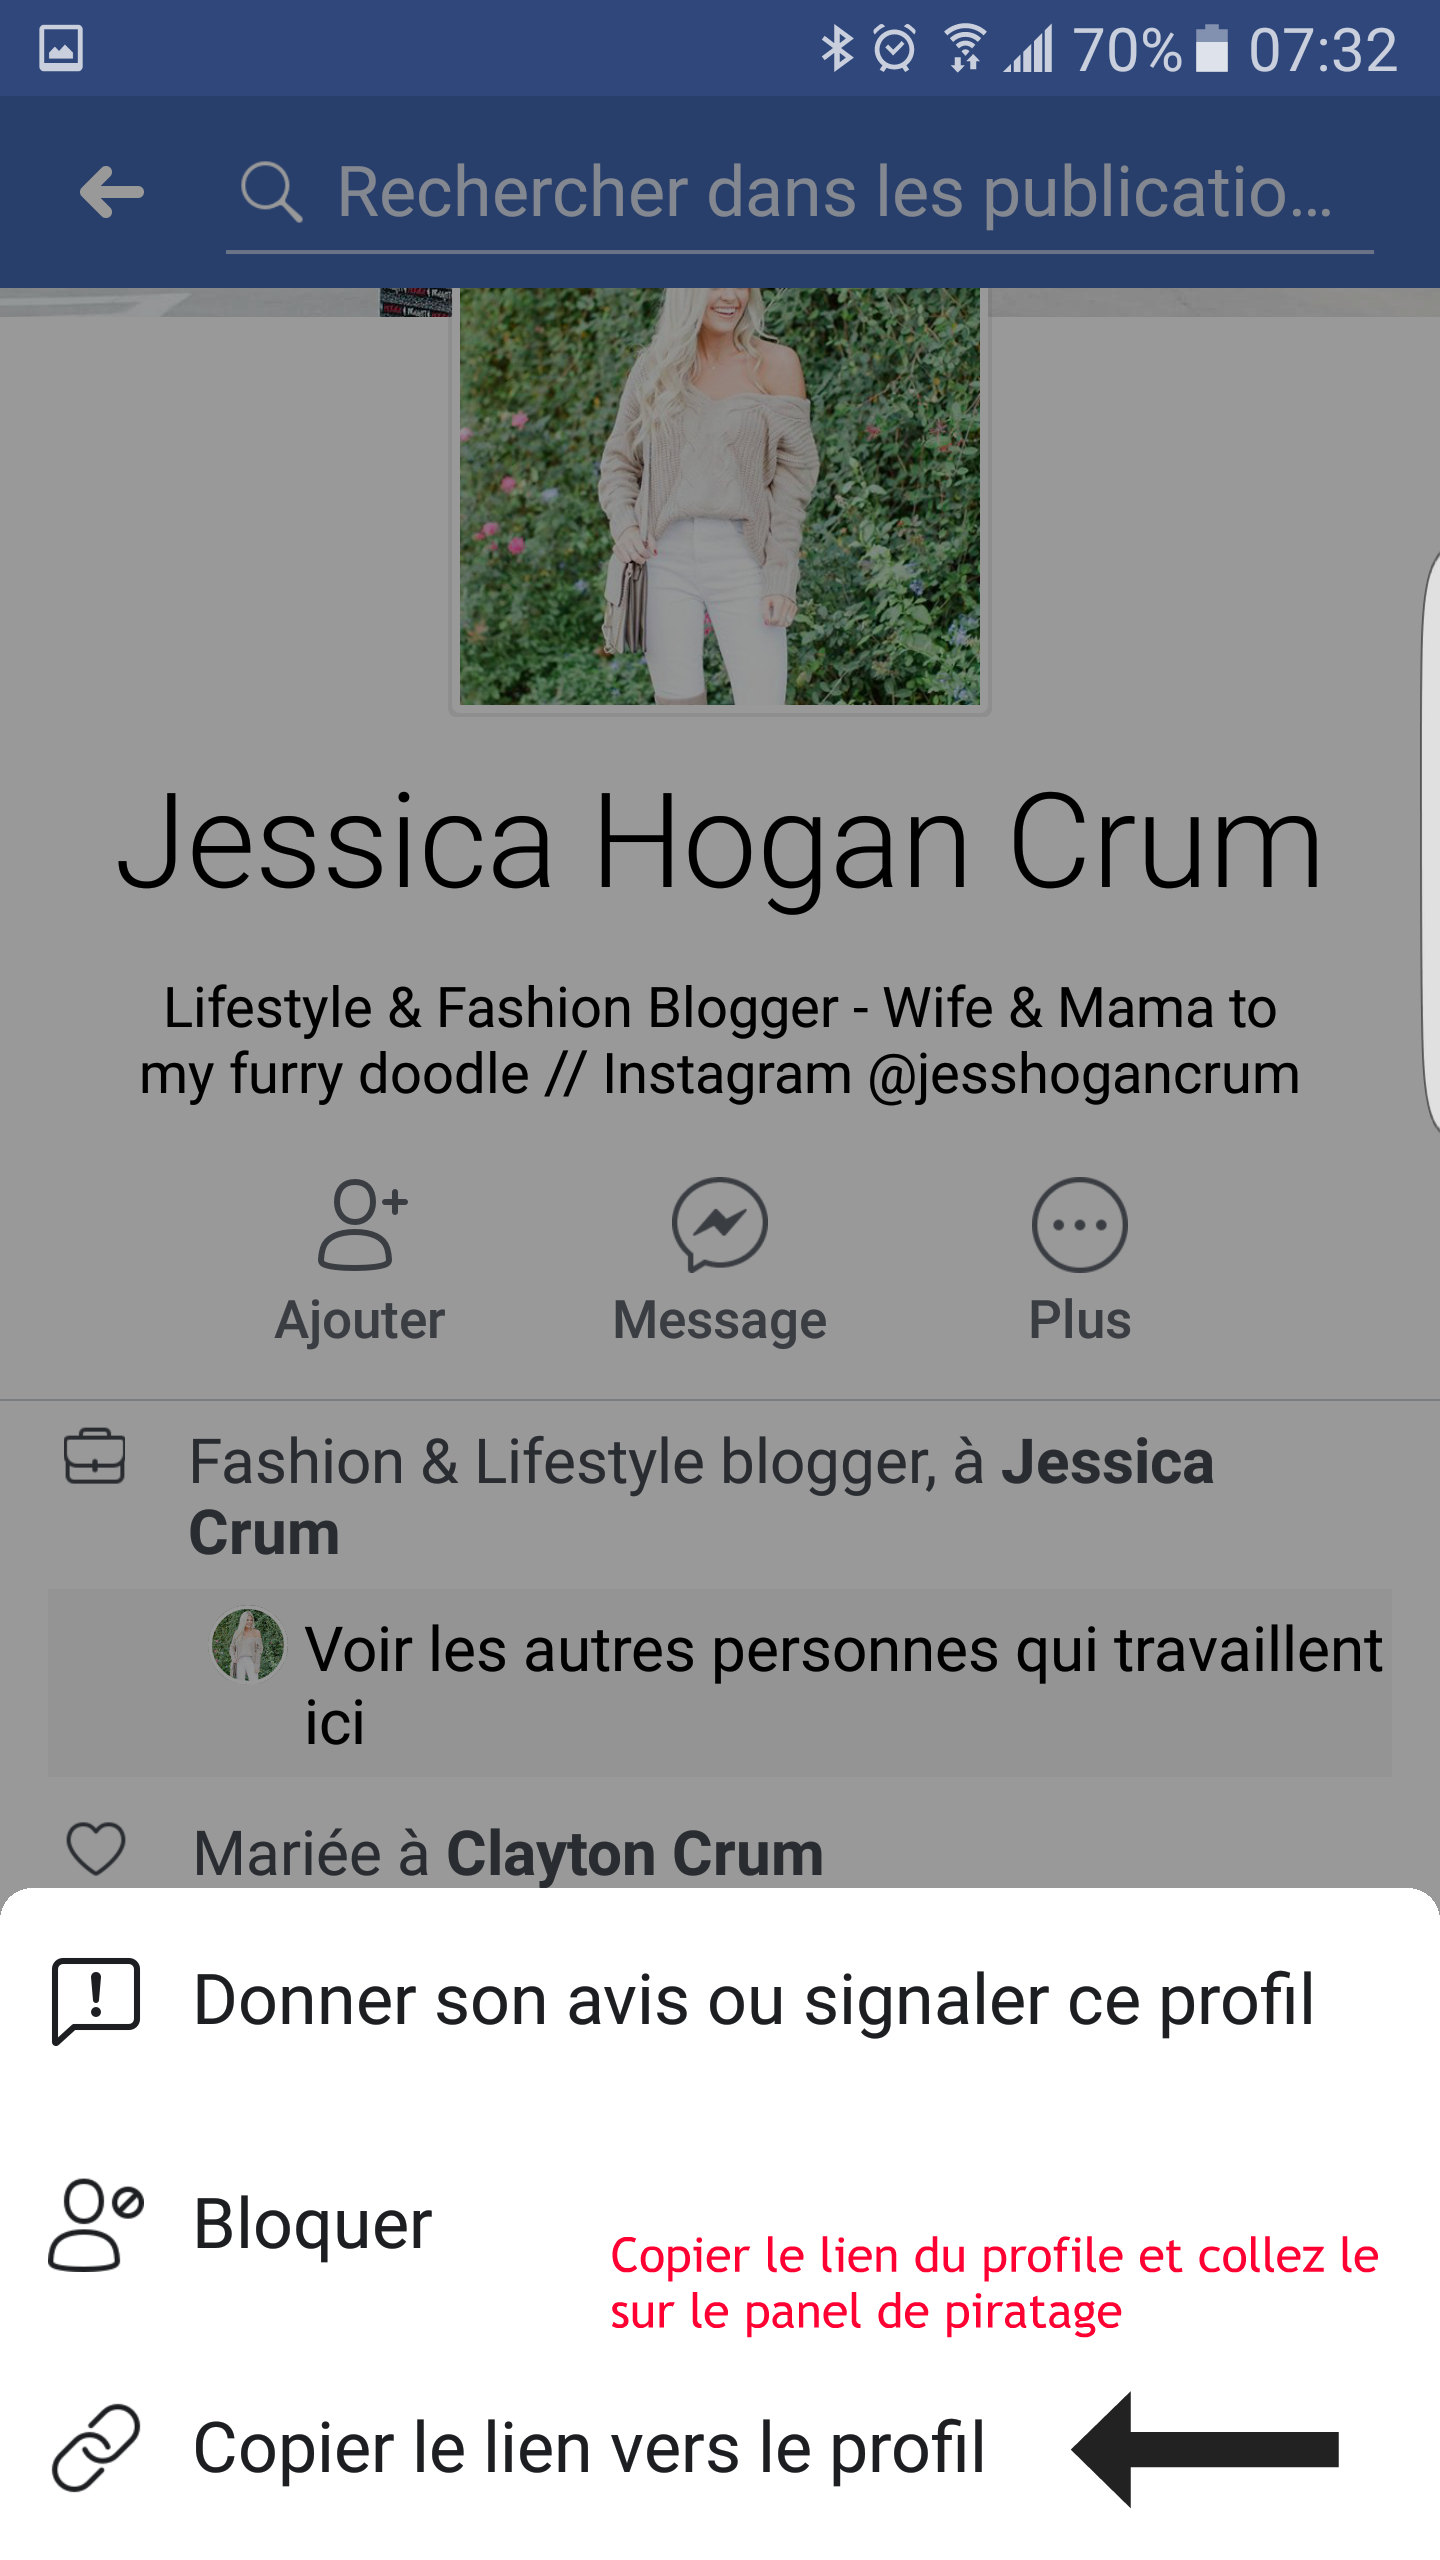 70% 07:32
Rechercher dans les publicatio...
Jessica Hogan Crum
Lifestyle & Fashion Blogger - Wife & Mama to
my furry doodle // Instagram @jesshogancrum
Ajouter Message Plus
Fashion & Lifestyle blogger, à Jessica
Crum
Voir les autres personnes qui travaillent
ici
Mariée à Clayton Crum
Donner son avis ou signaler ce profil
Bloquer
Copier le lien du profile et collez le
sur le panel de piratage
Copier le lien vers le profil